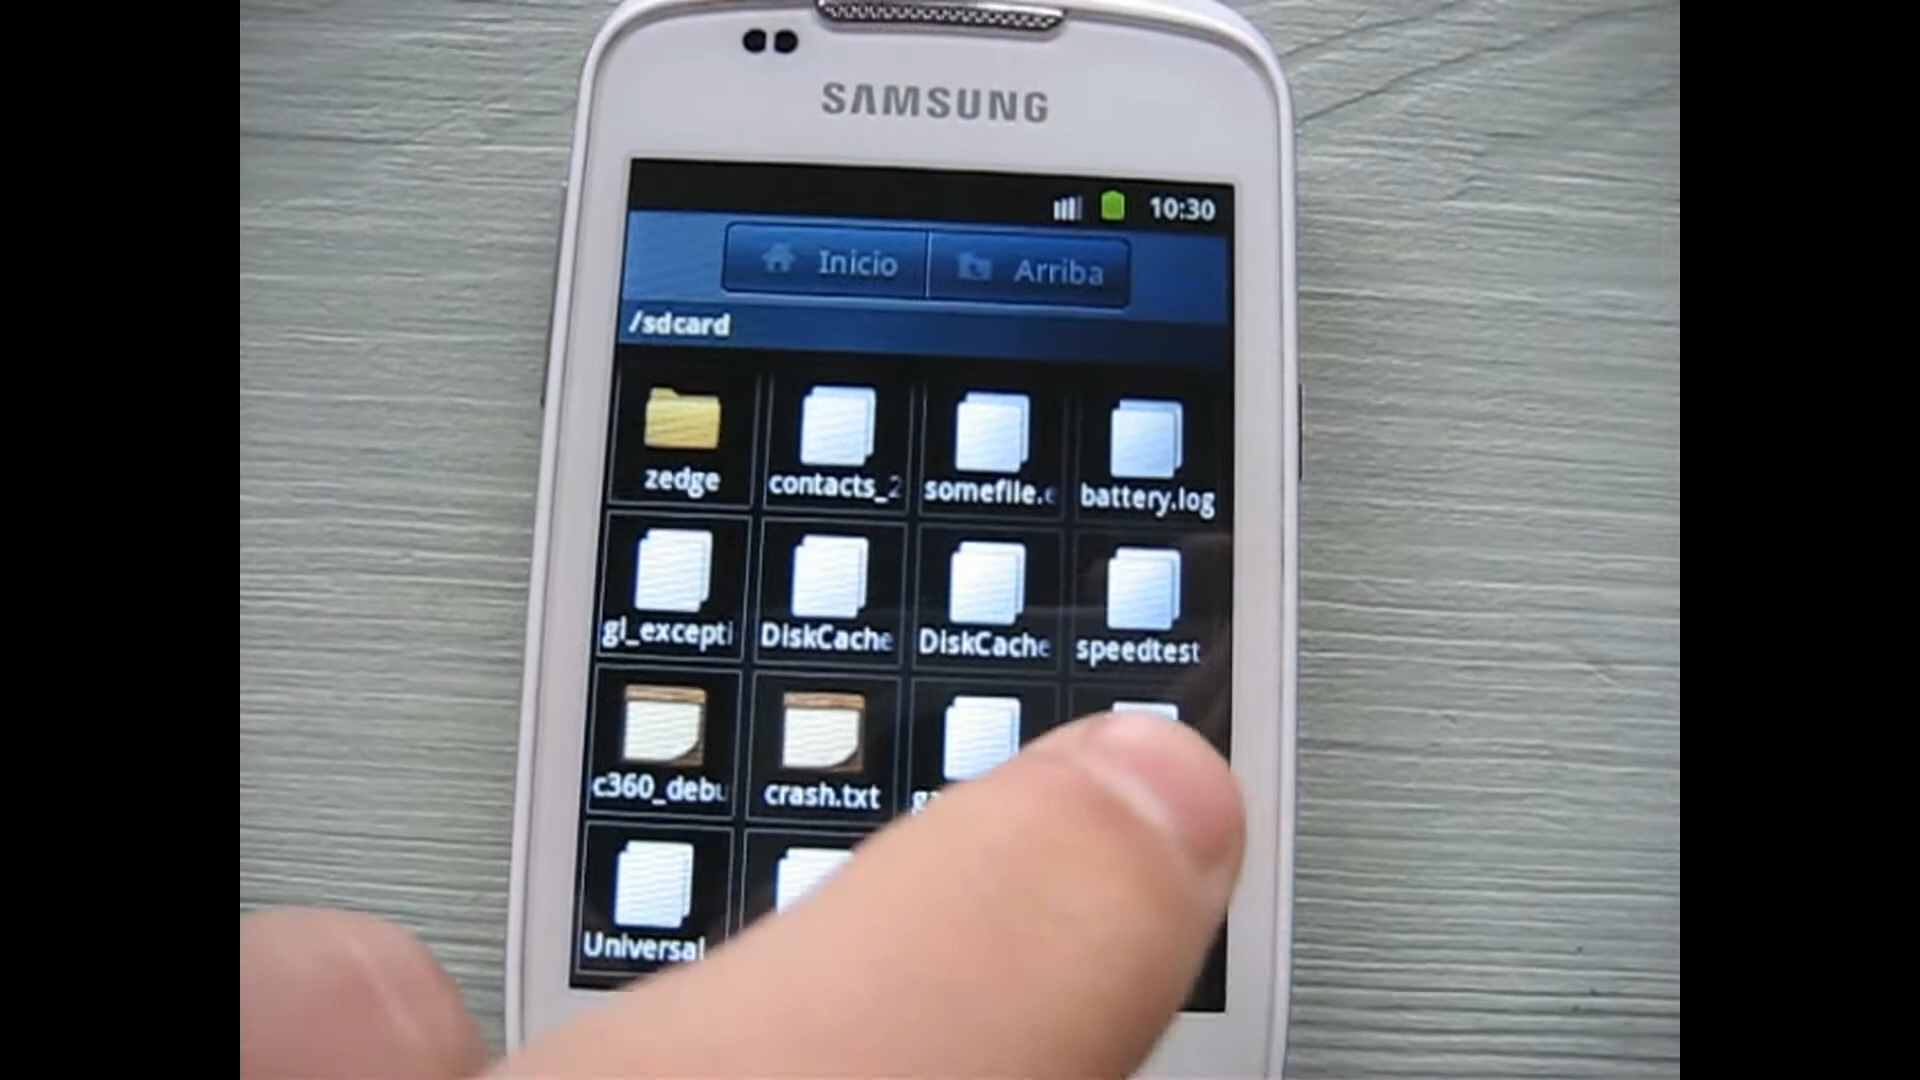 SAMSUNG
10:30
Inicio Arriba
/sdcard
zedge contacts_2 somefile. battery.log
gl_excepti DiskCache DiskCache speedtest
c360_debu crash.txt
Universal